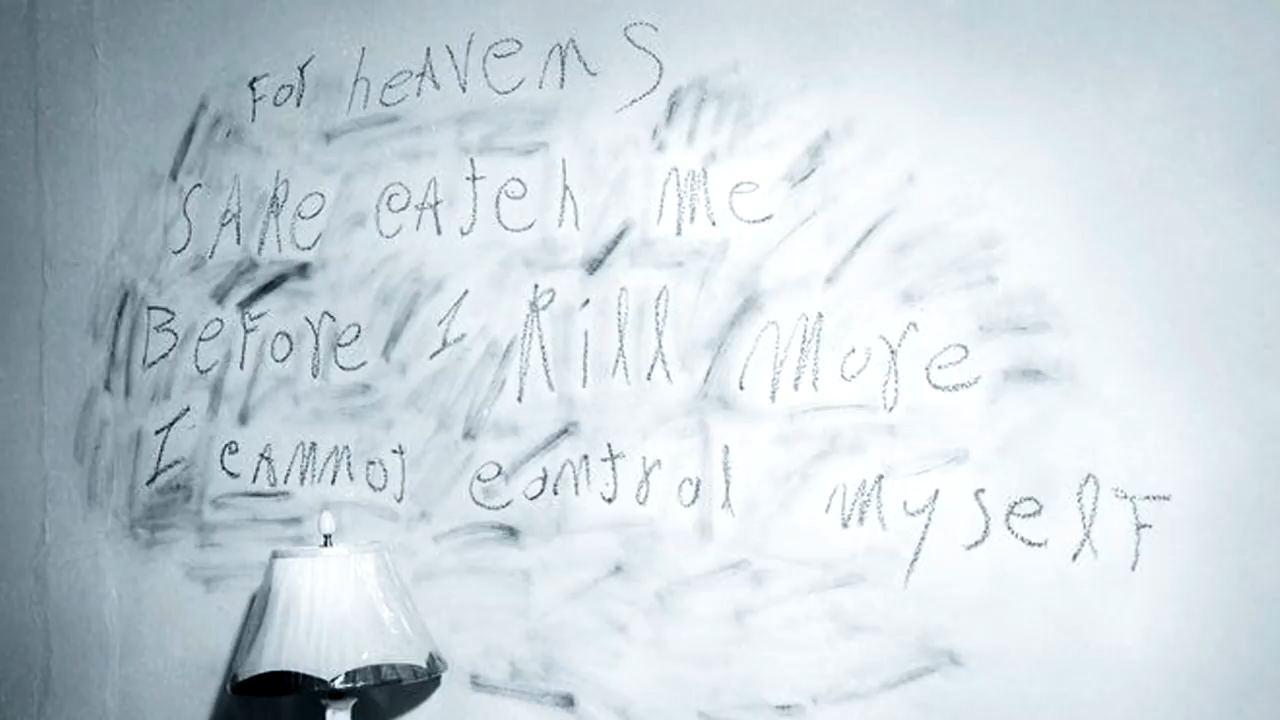 For heAVens
SAKe cATch Me
BeFore I Kill More
I cannot control MyselF